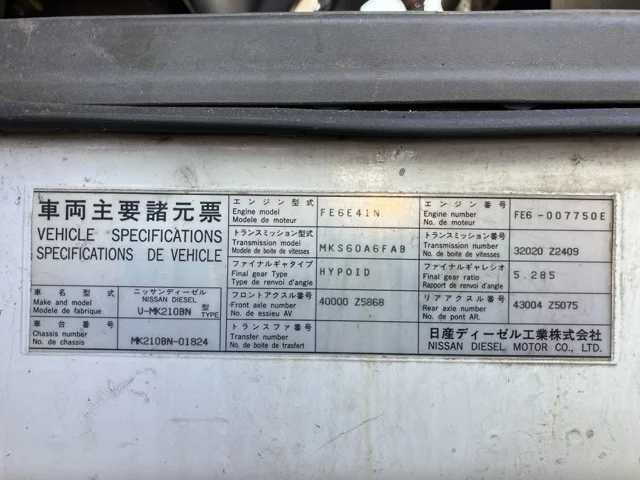 車両主要諸元票
VEHICLE SPECIFICATIONS
SPECIFICATIONS DE VEHICLE
車名型式
Make and model
Modele de fabrique
ニッサンディーゼル
NISSAN DIESEL
U-MK210BN 型 TYPE
車台番号
Chassis number
No. de chassis
MK210BN-01824
エンジン型式
Engine model
Modele de moteur
FE6E41N
エンジン番号
Engine number
No. de moteur
FE6-007750E
トランスミッション型式
Transmission model
Modele de boite de vitesses
MKS60A6FAB
トランスミッション番号
Transmission number
No. de boite de vitesses
32020 Z2409
ファイナルギヤタイプ
Final gear Type
Type de renvoi d'angle
HYPOID
ファイナルギャレシオ
Final gear ratio
Rapport de renvoi d'angle
5.285
フロントアクスル番号
Front axle number
No. de essieu AV
40000 Z5868
リアアクスル番号
Rear axle number
No. de pont AR.
43004 Z5075
トランスファ番号
Transfer number
No. de boite de trasfert
日産ディーゼル工業株式会社
NISSAN DIESEL MOTOR CO., LTD.